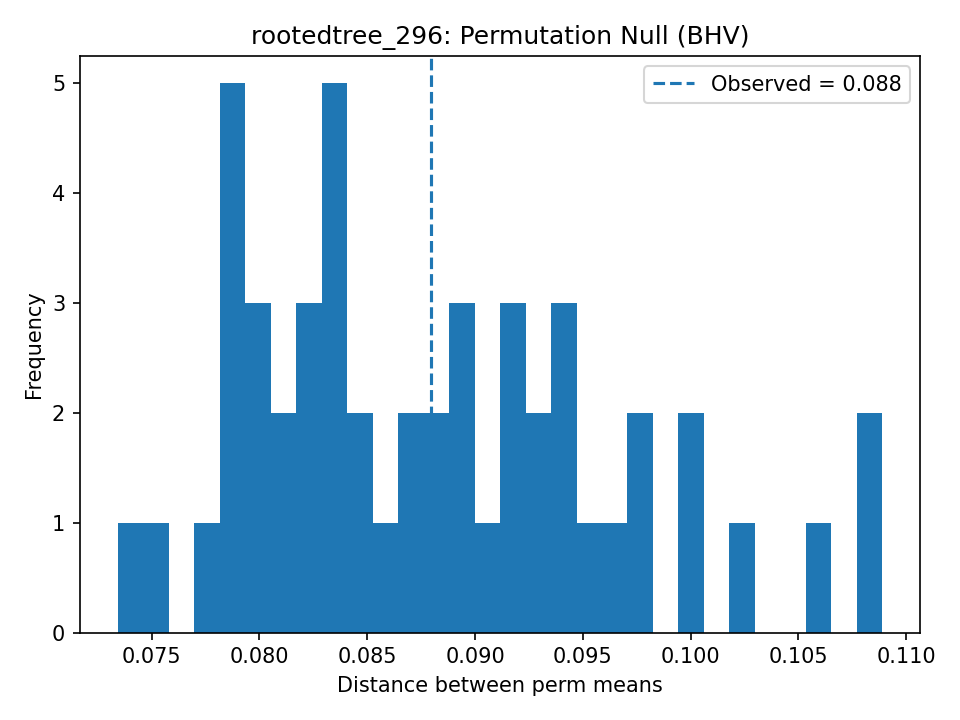 rootedtree_296: Permutation Null (BHV)
Observed = 0.088
Frequency
5
4
3
2
1
0
0.075 0.080 0.085 0.090 0.095 0.100 0.105 0.110
Distance between perm means